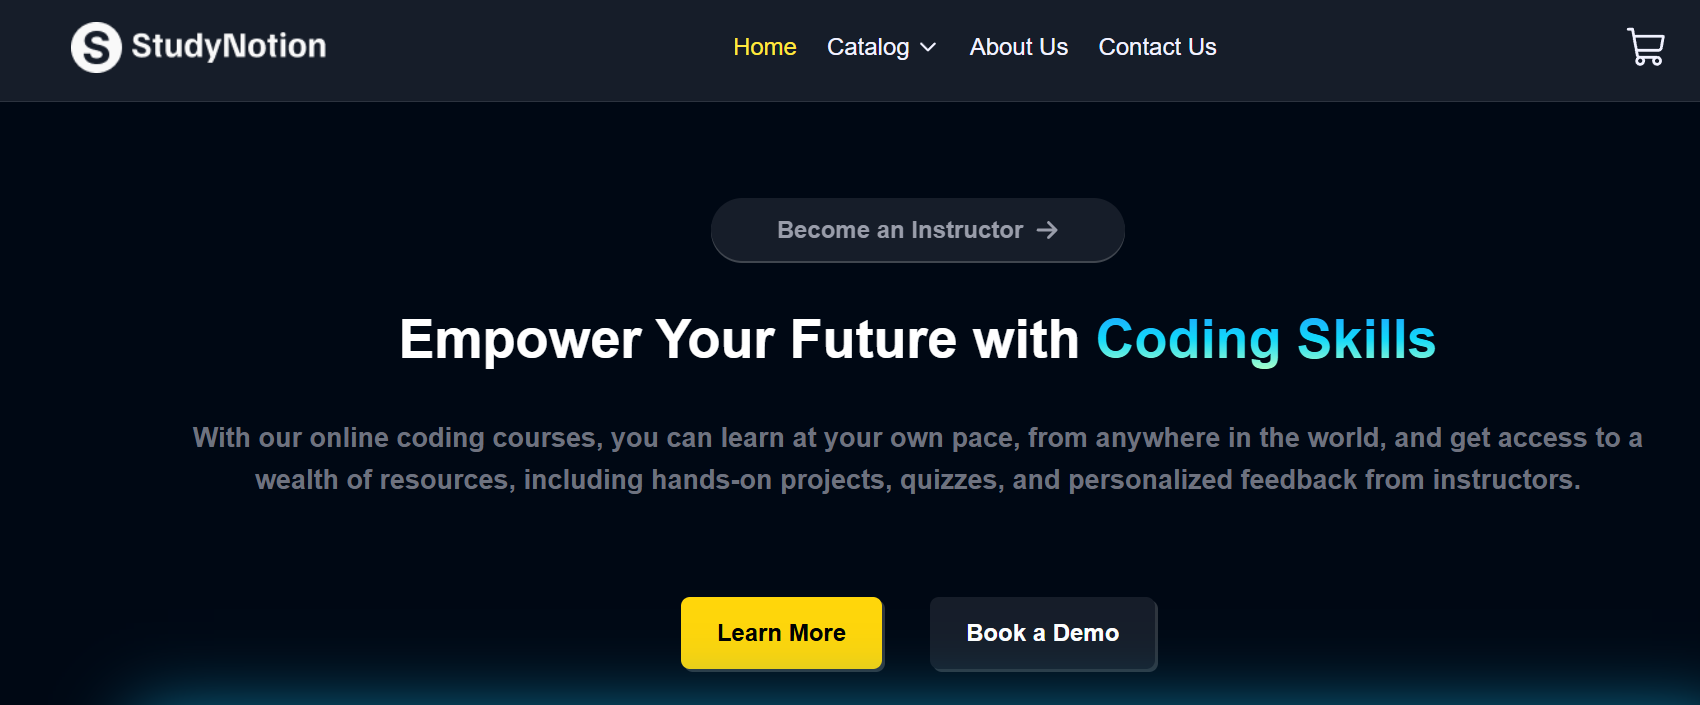 StudyNotion
Home Catalog About Us Contact Us
Become an Instructor
Empower Your Future with Coding Skills
With our online coding courses, you can learn at your own pace, from anywhere in the world, and get access to a
wealth of resources, including hands-on projects, quizzes, and personalized feedback from instructors.
Learn More Book a Demo